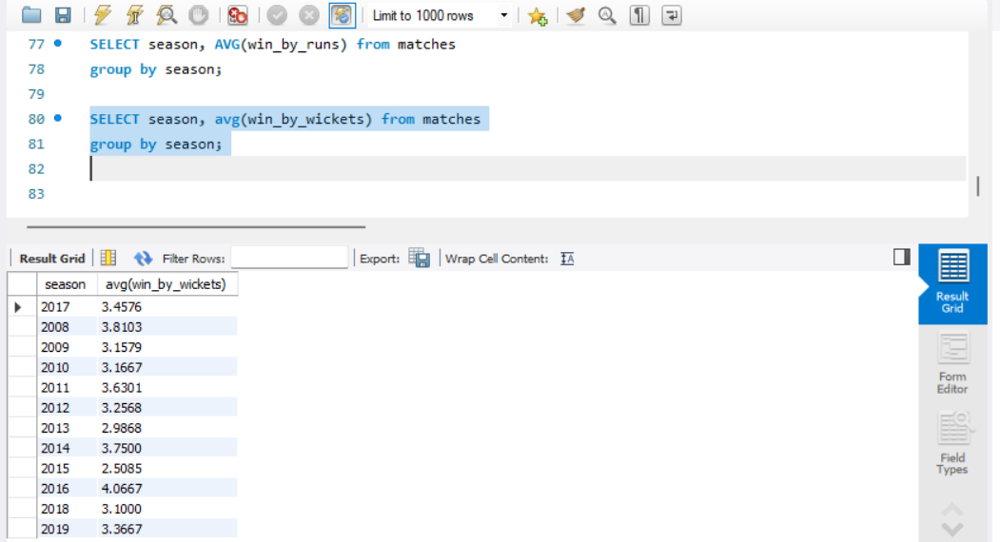 Limit to 1000 rows
77 SELECT season, AVG(win_by_runs) from matches
78 group by season;
79
80 SELECT season, avg(win_by_wickets) from matches
81 group by season;
82
83
Result Grid Filter Rows: Export: Wrap Cell Content:
season avg(win_by_wickets)
2017 3.4576
2008 3.8103
2009 3.1579
2010 3.1667
2011 3.6301
2012 3.2568
2013 2.9868
2014 3.7500
2015 2.5085
2016 4.0667
2018 3.1000
2019 3.3667
Result
Grid
Form
Editor
Field
Types